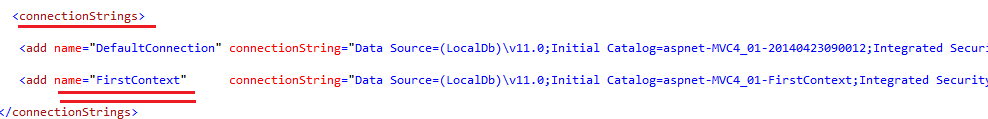 <connectionStrings>
<add name="DefaultConnection" connectionString="Data Source=(LocalDb)\v11.0;Initial Catalog=aspnet-MVC4_01-20140423090012;Integrated Securi
<add name="FirstContext" connectionString="Data Source=(LocalDb)\v11.0;Initial Catalog=aspnet-MVC4_01-FirstContext;Integrated Security
</connectionStrings>